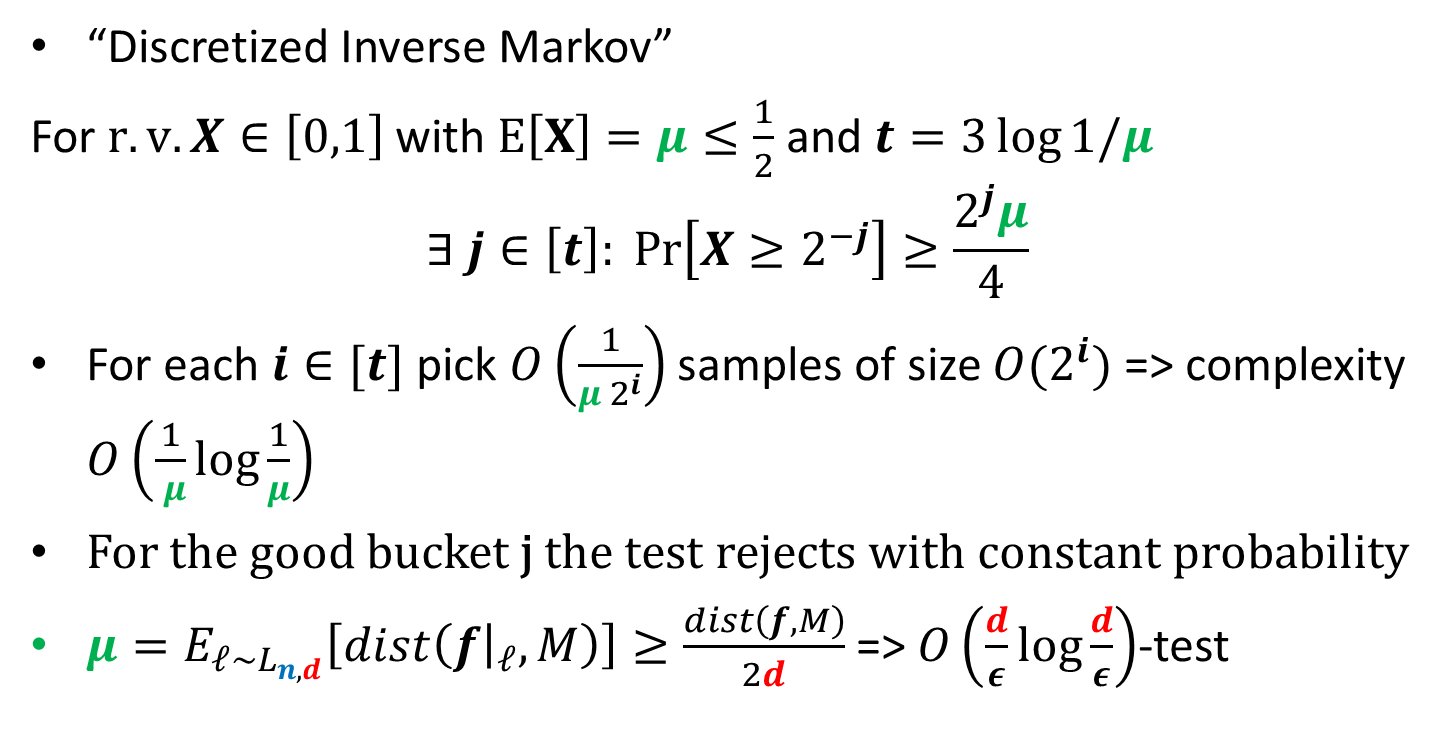 • “Discretized Inverse Markov”
For r. v. X ∈ [0,1] with E[X] = μ ≤ 1/2 and t = 3 log 1/μ
∃ j ∈ [t]: Pr[X ≥ 2^{−j}] ≥ 2^j μ / 4
• For each i ∈ [t] pick O(1/(μ 2^i)) samples of size O(2^i) => complexity
O(1/μ log 1/μ)
• For the good bucket j the test rejects with constant probability
• μ = E_{ℓ∼L_{n,d}}[dist(f|_ℓ, M)] ≥ dist(f,M)/(2d) => O(d/ϵ log d/ϵ)-test